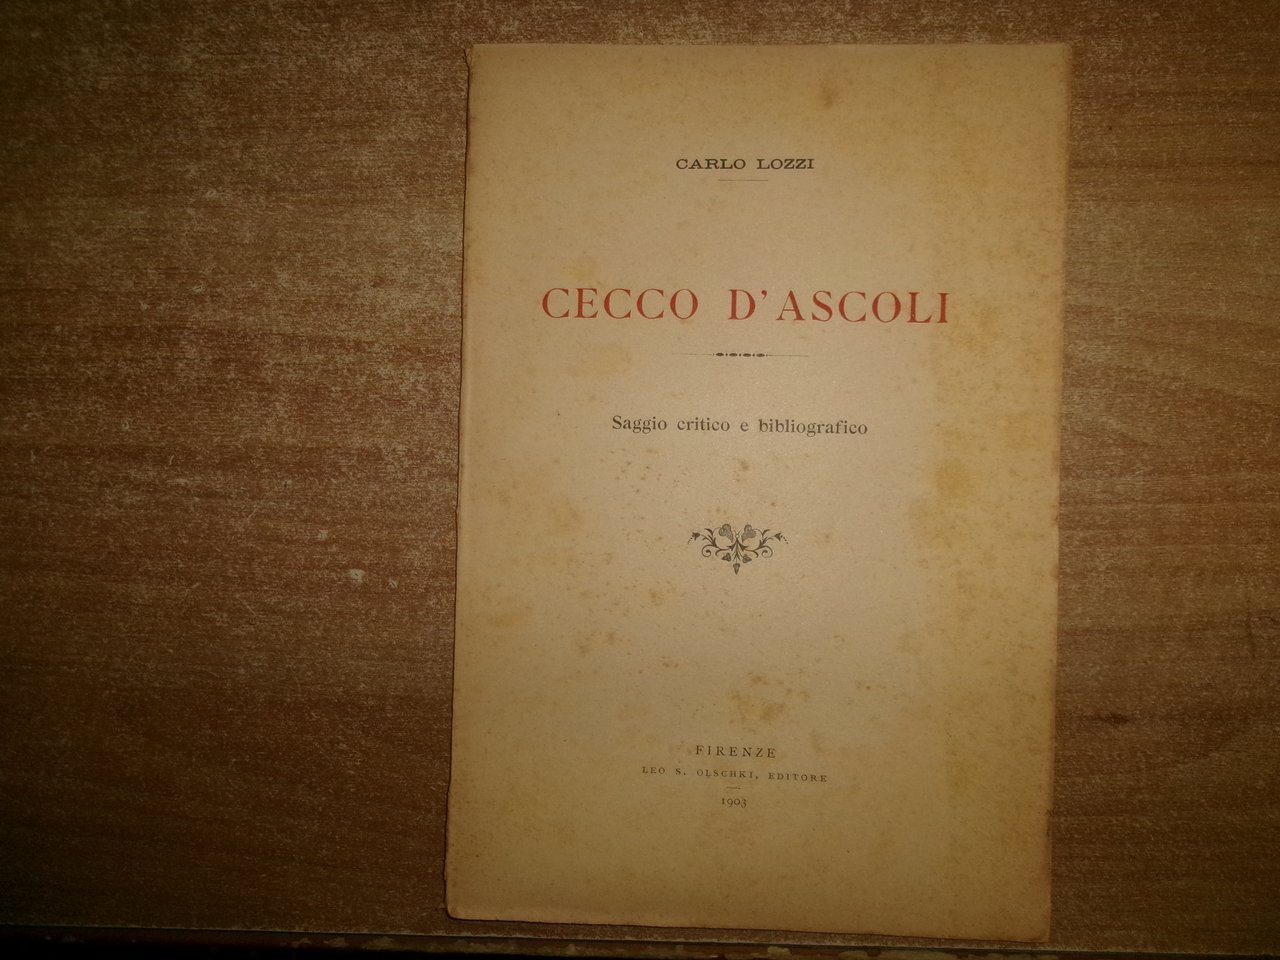 CARLO LOZZI
CECCO D'ASCOLI
Saggio critico e bibliografico
FIRENZE
LEO S. OLSCHKI, EDITORE
1903